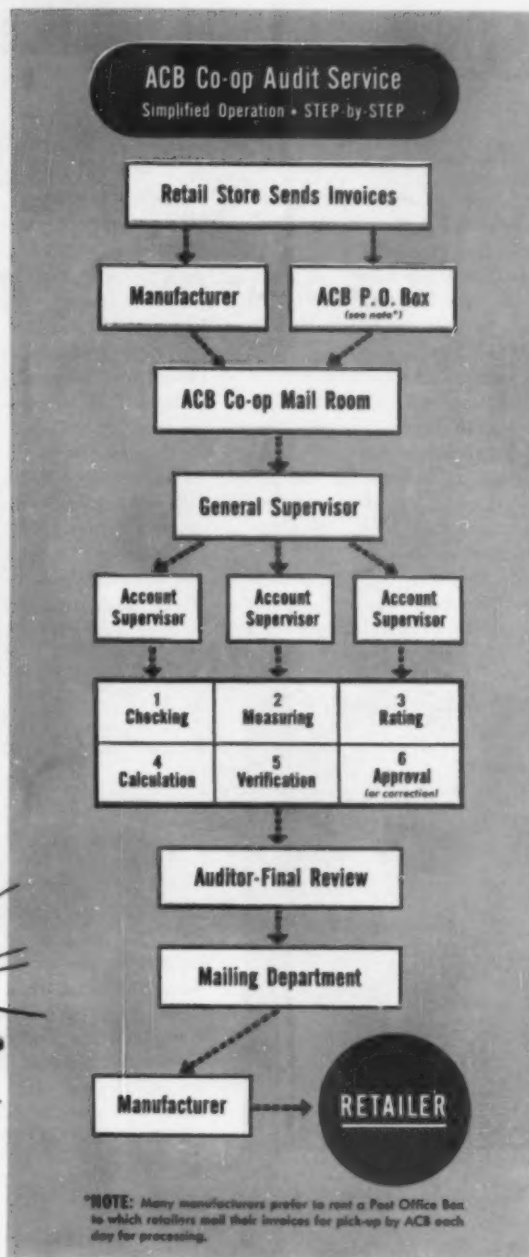 ACB Co-op Audit Service
Simplified Operation • STEP-by-STEP
Retail Store Sends Invoices
Manufacturer
ACB P.O. Box
(see note*)
ACB Co-op Mail Room
General Supervisor
Account
Supervisor
Account
Supervisor
Account
Supervisor
1
Checking
2
Measuring
3
Rating
4
Calculation
5
Verification
6
Approval
(or correction)
Auditor-Final Review
Mailing Department
Manufacturer
RETAILER
*NOTE: Many manufacturers prefer to rent a Post Office Box
to which retailers mail their invoices for pick-up by ACB each
day for processing.